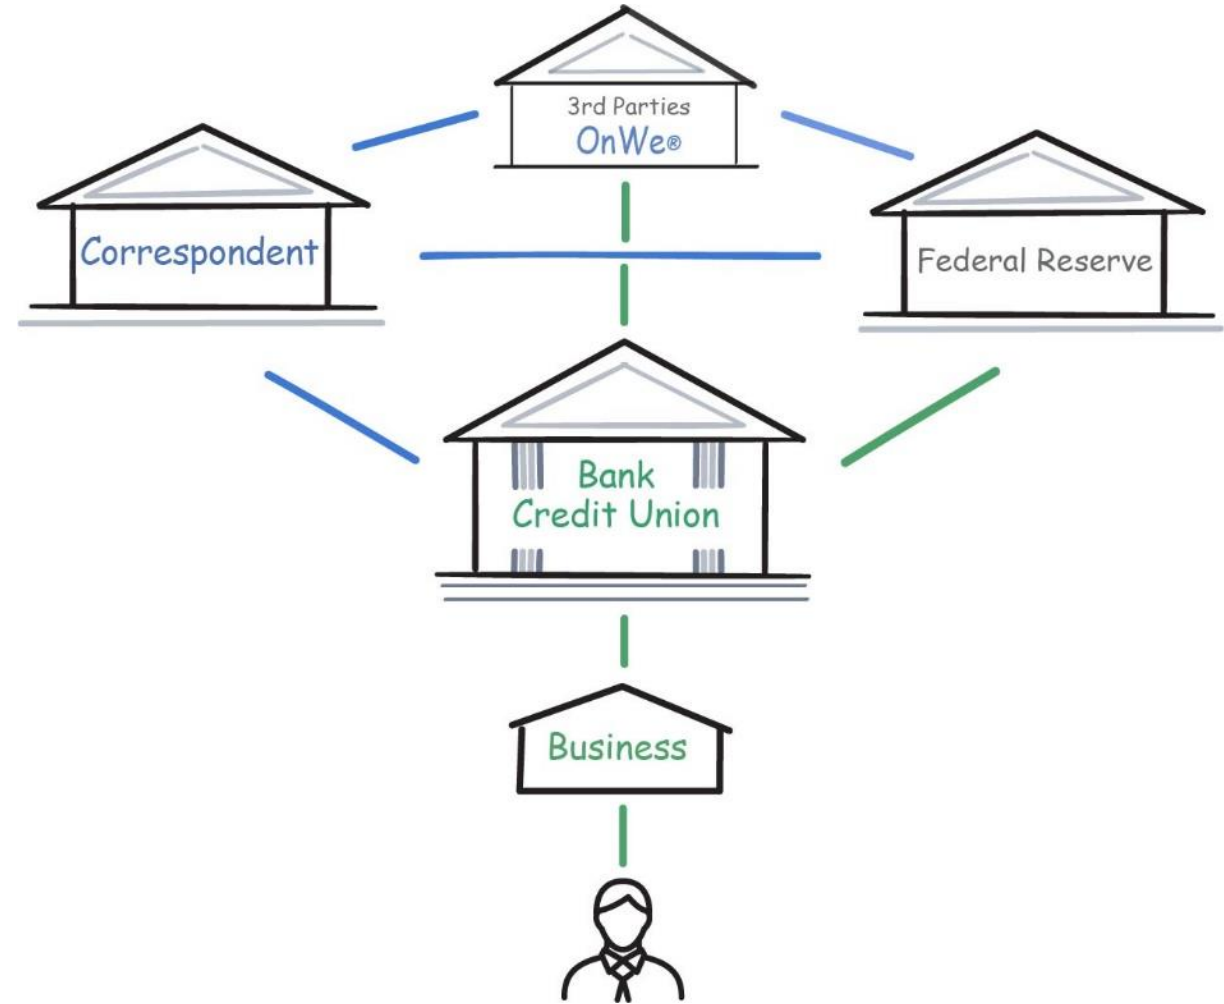 3rd Parties
OnWe®
Correspondent
Federal Reserve
Bank
Credit Union
Business